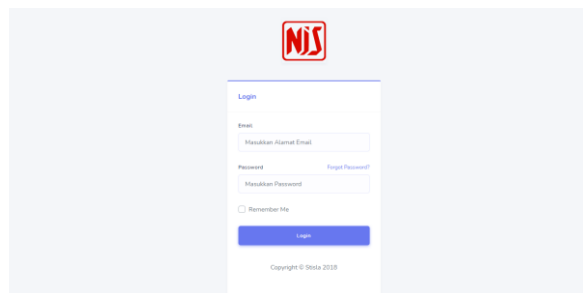 NJS
Login
Email
Masukkan Alamat Email
Password Forgot Password?
Masukkan Password
Remember Me
Login
Copyright © Stisla 2018